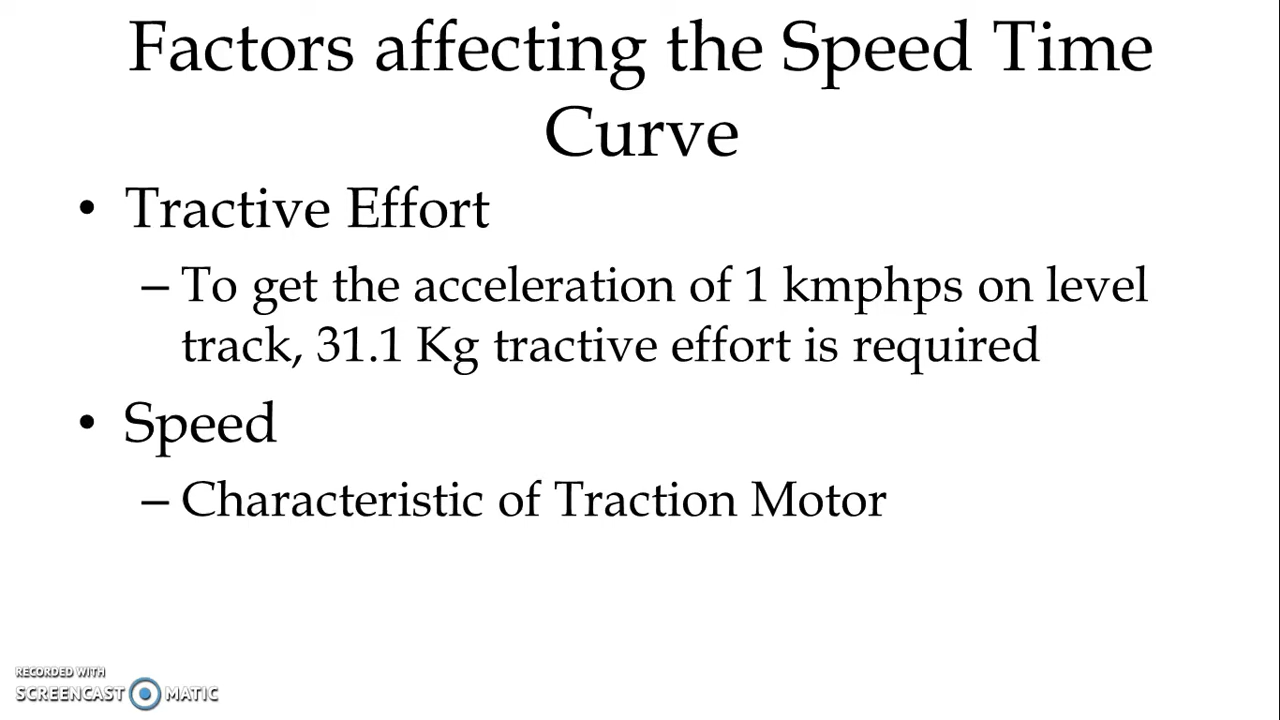 Factors affecting the Speed Time
Curve
• Tractive Effort
– To get the acceleration of 1 kmphps on level
track, 31.1 Kg tractive effort is required
• Speed
– Characteristic of Traction Motor
RECORDED WITH
SCREENCAST MATIC